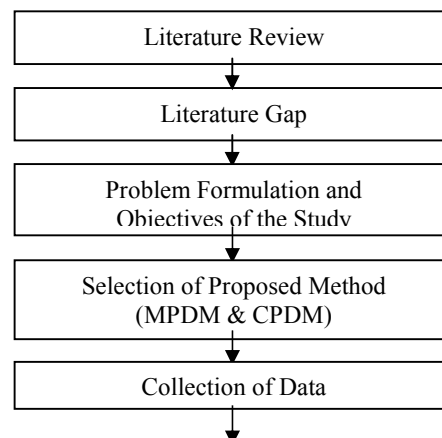 Literature Review
Literature Gap
Problem Formulation and
Objectives of the Study
Selection of Proposed Method
(MPDM & CPDM)
Collection of Data